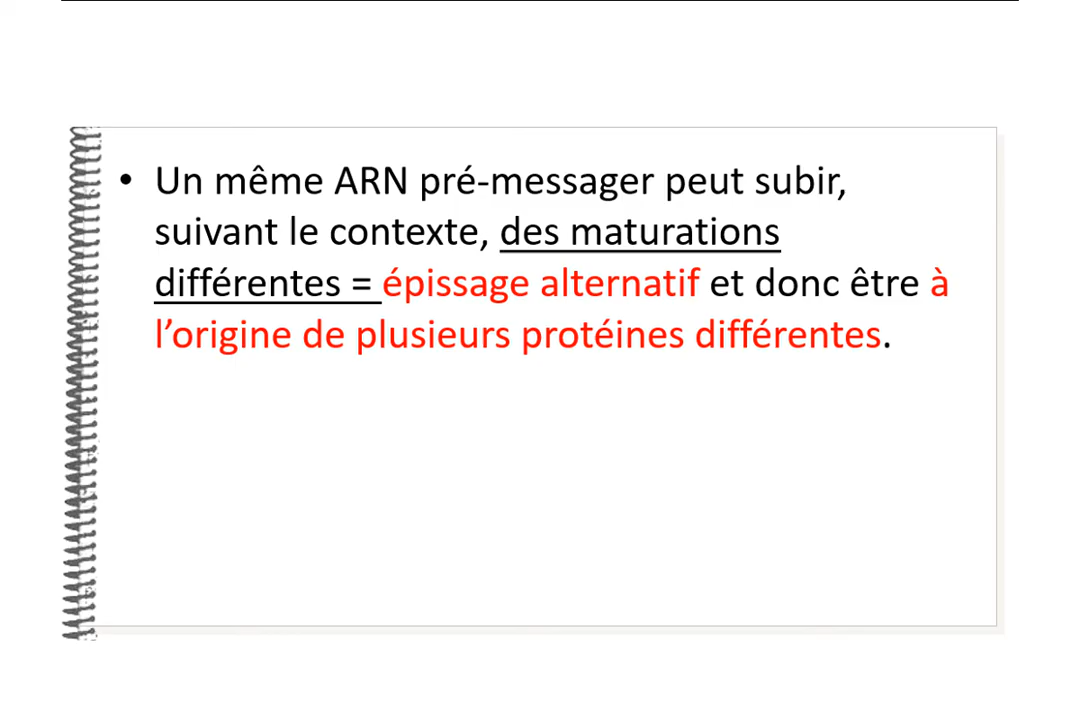 • Un même ARN pré-messager peut subir,
suivant le contexte, des maturations
différentes = épissage alternatif et donc être à
l’origine de plusieurs protéines différentes.